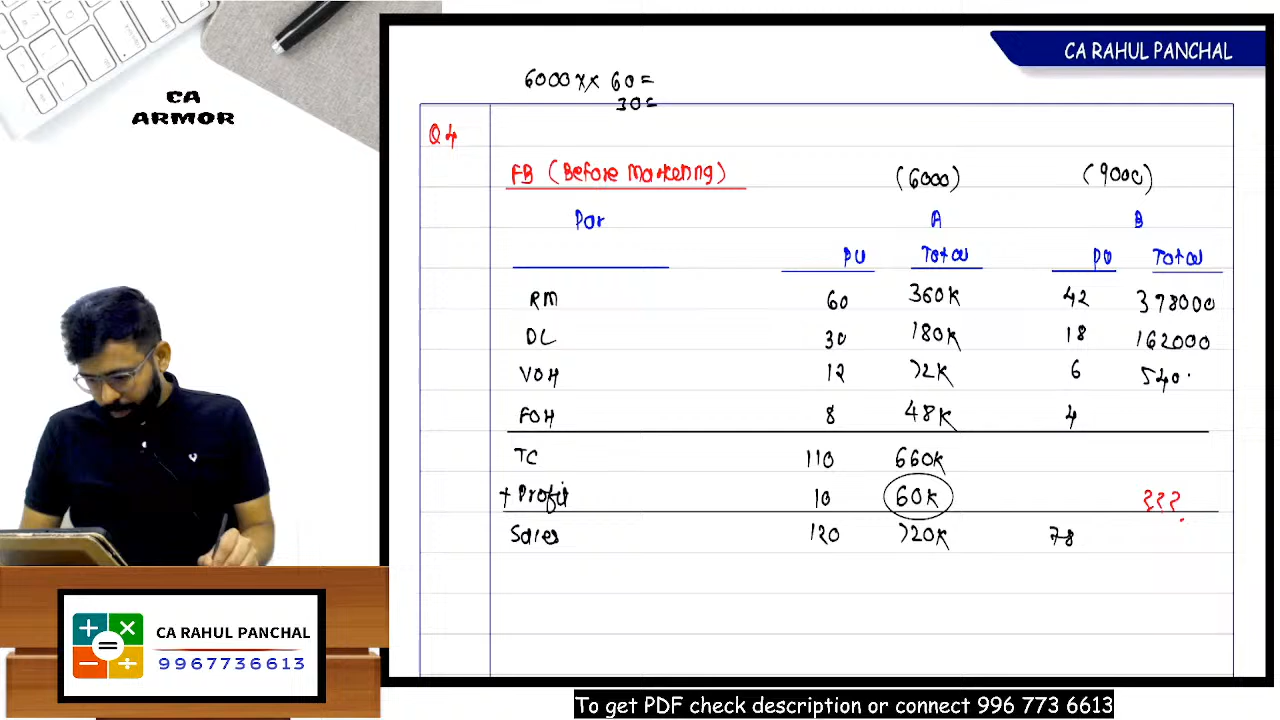 CA
ARMOR
CA RAHUL PANCHAL
6000 x x 60 =
30 =
Q4
FB (Before Marketing) (6000) (9000)
Par A B
PU Total PU Total
RM 60 360K 42 378000
DL 30 180K 18 162000
VOH 12 72K 6 540
FOH 8 48K 4
TC 110 660K
+ Profit 10 60K ???
Sales 120 720K 78
CA RAHUL PANCHAL
9967736613
To get PDF check description or connect 996 773 6613